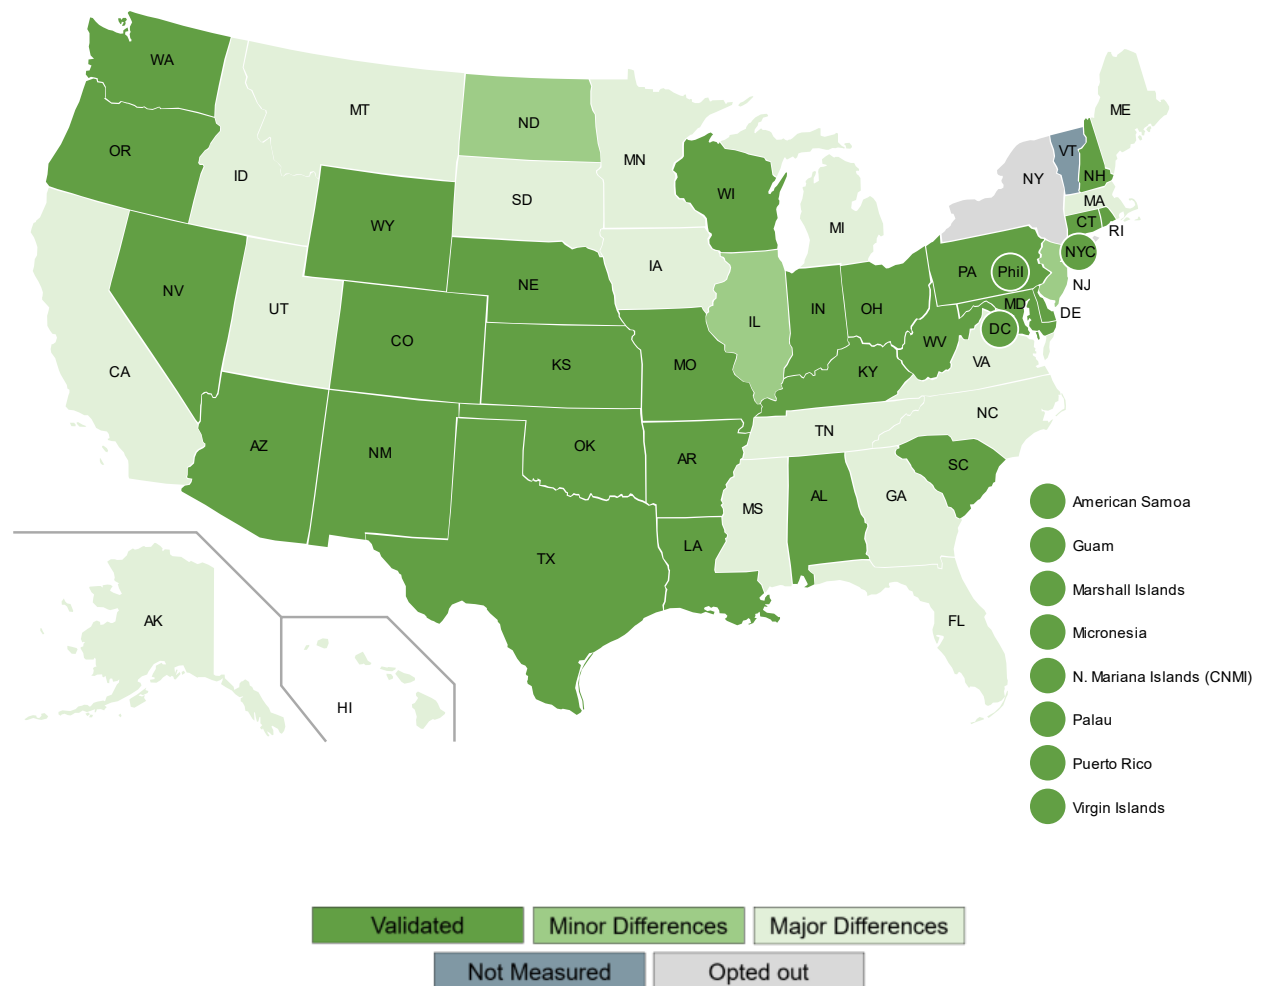 WA
ME
MT
ND
OR
VT
MN
ID
NY
NH
WI
SD
MA
CT
WY
MI
RI
NYC
IA
PA
Phil
NE
NJ
NV
MD
UT
IN
OH
DE
IL
DC
CO
WV
VA
KS
MO
CA
KY
NC
TN
AZ
OK
NM
AR
SC
AL
GA
MS
American Samoa
LA
Guam
TX
Marshall Islands
AK
FL
Micronesia
N. Mariana Islands (CNMI)
HI
Palau
Puerto Rico
Virgin Islands
Validated
Minor Differences
Major Differences
Not Measured
Opted out